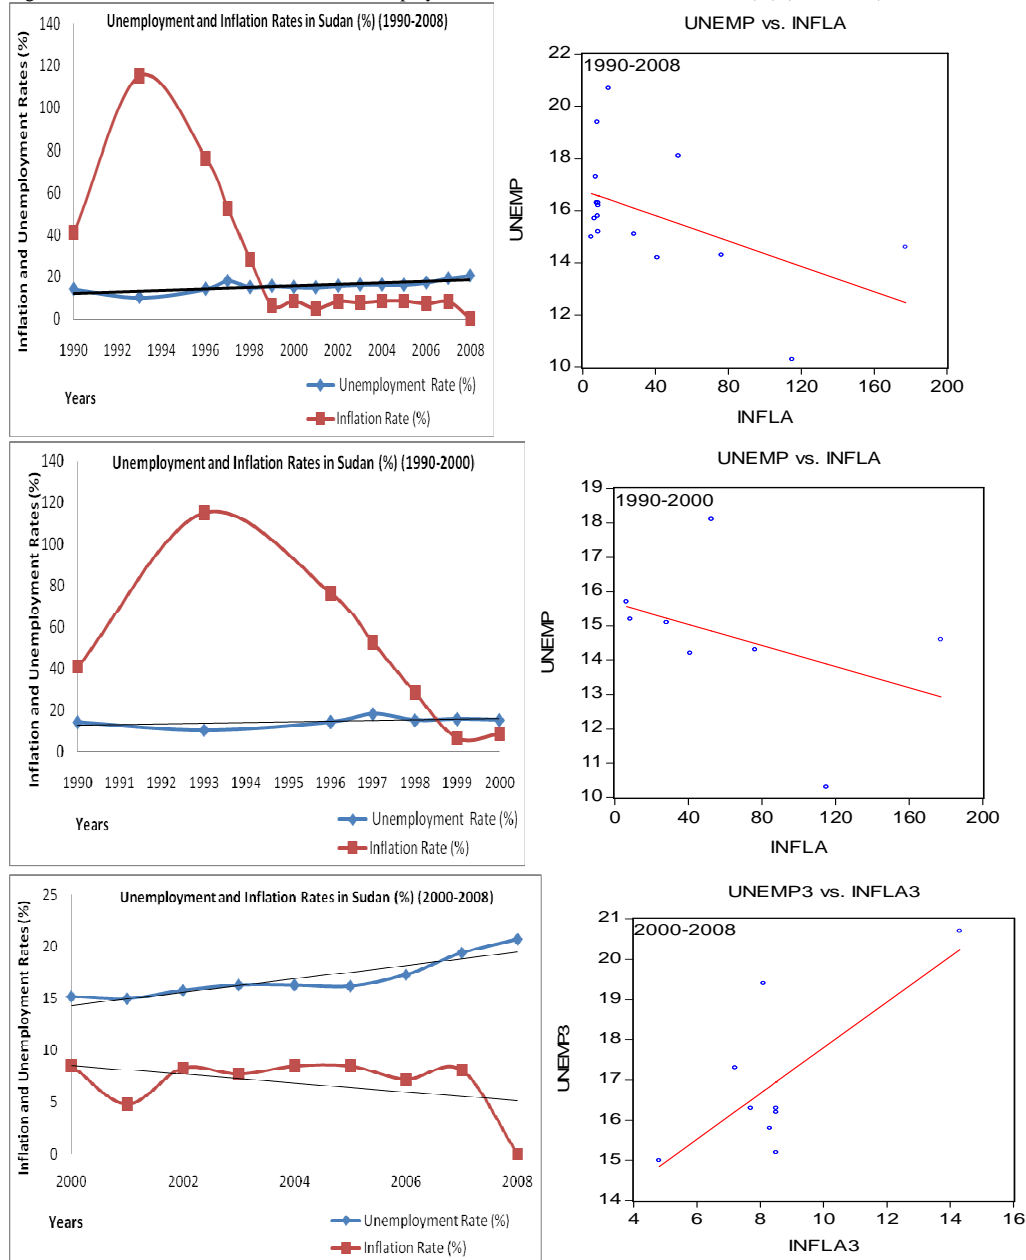 Unemployment and Inflation Rates in Sudan (%) (1990-2008)
Inflation and Unemployment Rates (%)
140
120
100
80
60
40
20
0
1990 1992 1994 1996 1998 2000 2002 2004 2006 2008
Years
Unemployment Rate (%)
Inflation Rate (%)
UNEMP vs. INFLA
1990-2008
UNEMP
22
20
18
16
14
12
10
0 40 80 120 160 200
INFLA
Unemployment and Inflation Rates in Sudan (%) (1990-2000)
Inflation and Unemployment Rates (%)
140
120
100
80
60
40
20
0
1990 1991 1992 1993 1994 1995 1996 1997 1998 1999 2000
Years
Unemployment Rate (%)
Inflation Rate (%)
UNEMP vs. INFLA
1990-2000
UNEMP
19
18
17
16
15
14
13
12
11
10
0 40 80 120 160 200
INFLA
Unemployment and Inflation Rates in Sudan (%) (2000-2008)
Inflation and Unemployment Rates (%)
25
20
15
10
5
0
2000 2002 2004 2006 2008
Years
Unemployment Rate (%)
Inflation Rate (%)
UNEMP3 vs. INFLA3
2000-2008
UNEMP3
21
20
19
18
17
16
15
14
4 6 8 10 12 14 16
INFLA3